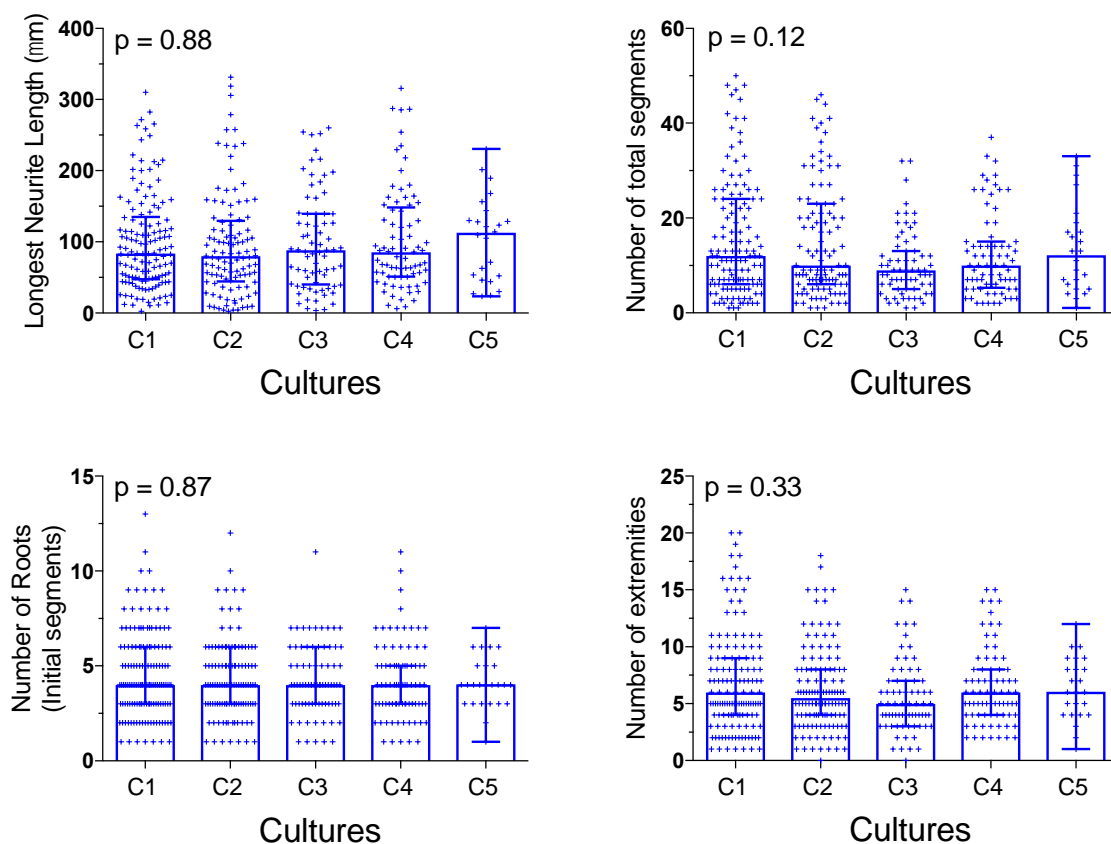 Longest Neurite Length (mm)
400
300
200
100
0
p = 0.88
C1 C2 C3 C4 C5
Cultures
Number of total segments
60
40
20
0
p = 0.12
C1 C2 C3 C4 C5
Cultures
Number of Roots
(Initial segments)
15
10
5
0
p = 0.87
C1 C2 C3 C4 C5
Cultures
Number of extremities
25
20
15
10
5
0
p = 0.33
C1 C2 C3 C4 C5
Cultures